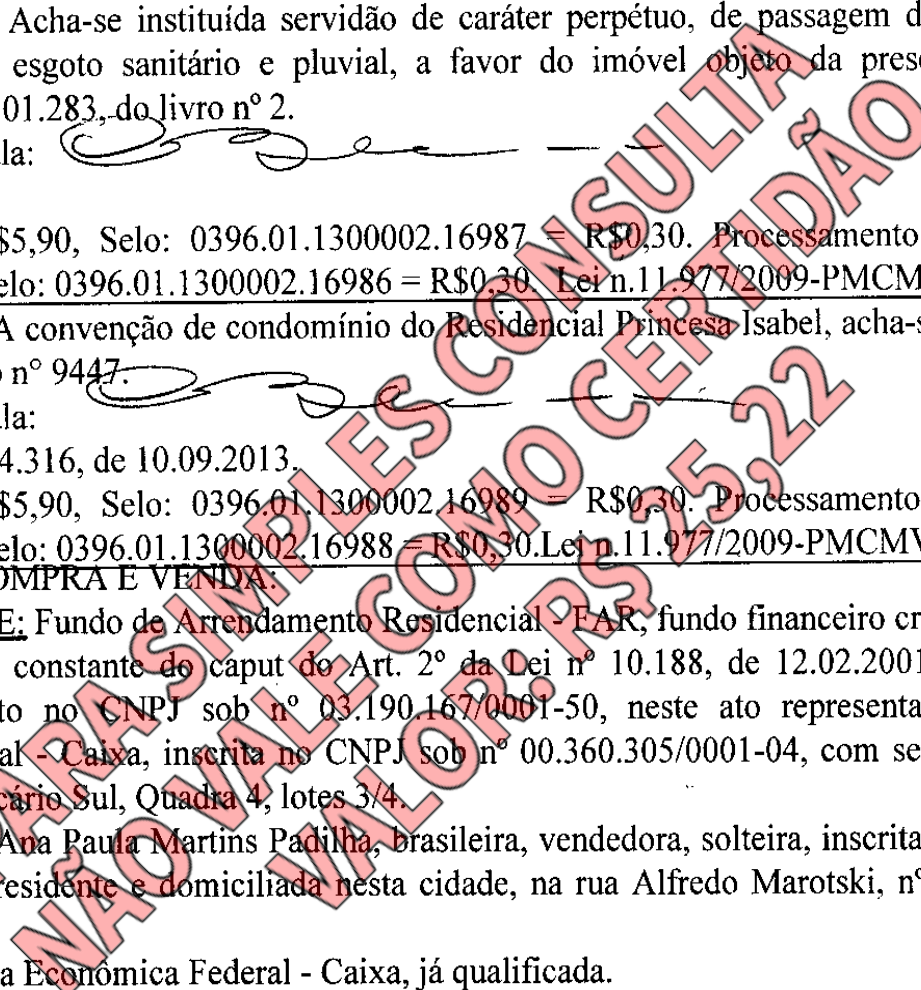 Acha-se instituída servidão de caráter perpétuo, de passagem d
esgoto sanitário e pluvial, a favor do imóvel objeto da pres
01.283, do livro nº 2.
la:
$5,90, Selo: 0396.01.1300002.16987 = R$0,30. Processamento
elo: 0396.01.1300002.16986 = R$0,30. Lei n.11.977/2009-PMCM
A convenção de condomínio do Residencial Princesa Isabel, acha-s
o nº 9447.
la:
4.316, de 10.09.2013.
$5,90, Selo: 0396.01.1300002.16989 = R$0,30. Processamento
elo: 0396.01.1300002.16988 = R$0,30.Lei n.11.977/2009-PMCMV
OMPRA E VENDA.
E: Fundo de Arrendamento Residencial - FAR, fundo financeiro cr
constante do caput do Art. 2º da Lei nº 10.188, de 12.02.2001
to no CNPJ sob nº 03.190.167/0001-50, neste ato representa
al - Caixa, inscrita no CNPJ sob nº 00.360.305/0001-04, com se
cário Sul, Quadra 4, lotes 3/4.
Ana Paula Martins Padilha, brasileira, vendedora, solteira, inscrita
residente e domiciliada nesta cidade, na rua Alfredo Marotski, nº
a Econômica Federal - Caixa, já qualificada.
PARA SIMPLES CONSULTA
NÃO VALE COMO CERTIDÃO
VALOR: R$ 25,22